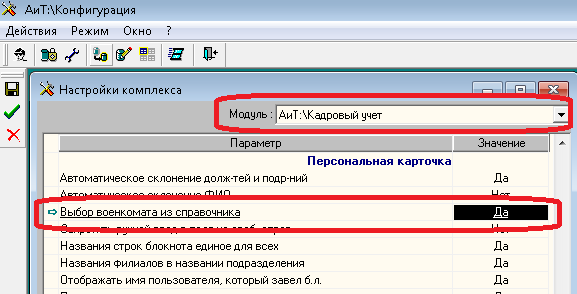 АиТ:\Конфигурация
Действия Режим Окно ?
Настройки комплекса
Модуль : АиТ:\Кадровый учет
Параметр Значение
Персональная карточка
Автоматическое склонение долж-тей и подр-ний Да
Автоматическое склонение ФИО Нет
Выбор военкомата из справочника Да
Нет
Названия строк блокнота единое для всех Да
Названия филиалов в названии подразделения Да
Отображать имя пользователя, который завел б.л. Да